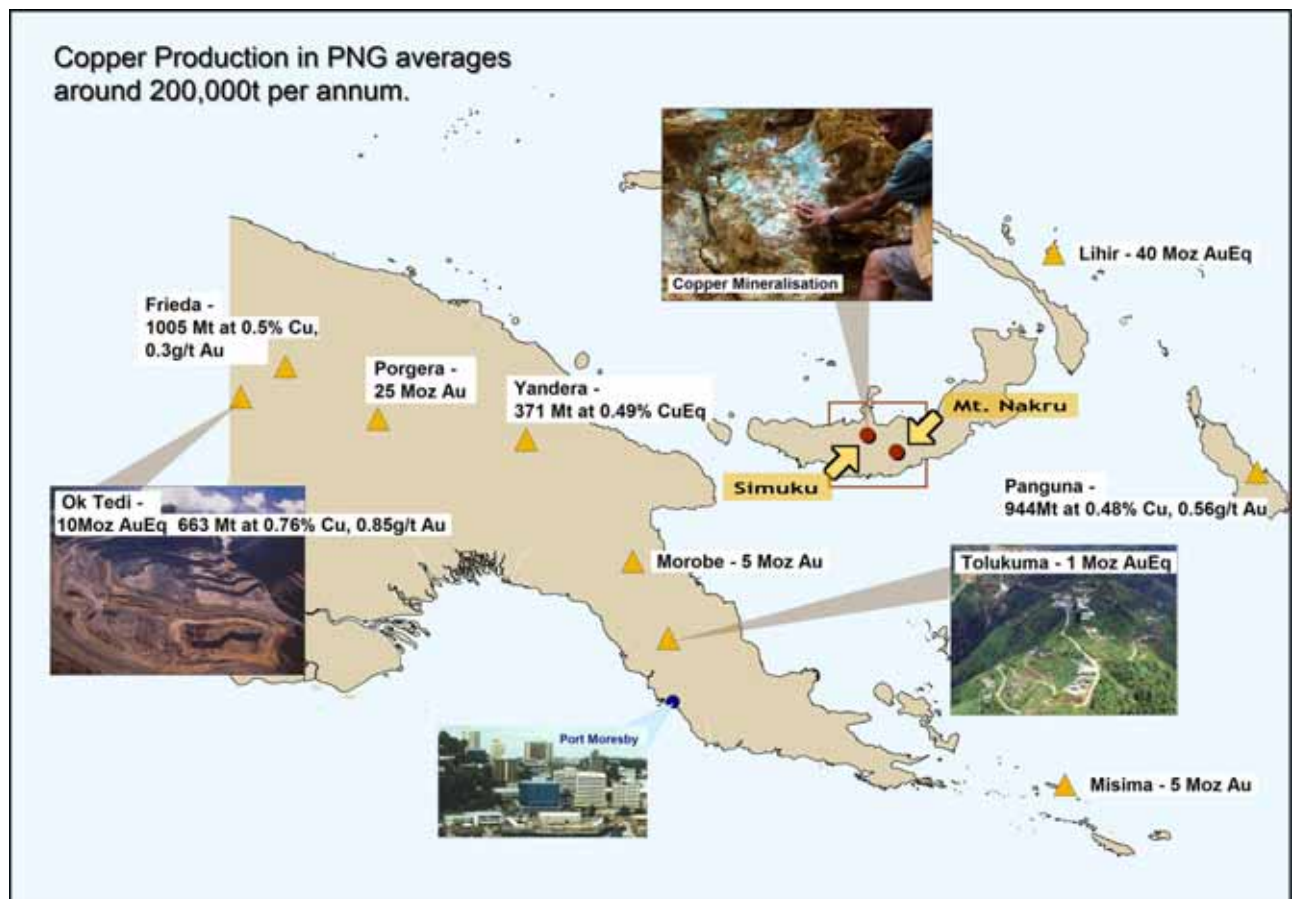 Copper Production in PNG averages
around 200,000t per annum.
Copper Mineralisation
Lihir - 40 Moz AuEq
Frieda -
1005 Mt at 0.5% Cu,
0.3g/t Au
Porgera -
25 Moz Au
Yandera -
371 Mt at 0.49% CuEq
Mt. Nakru
Simuku
Panguna -
944Mt at 0.48% Cu, 0.56g/t Au
Ok Tedi -
10Moz AuEq 663 Mt at 0.76% Cu, 0.85g/t Au
Morobe - 5 Moz Au
Tolukuma - 1 Moz AuEq
Port Moresby
Misima - 5 Moz Au